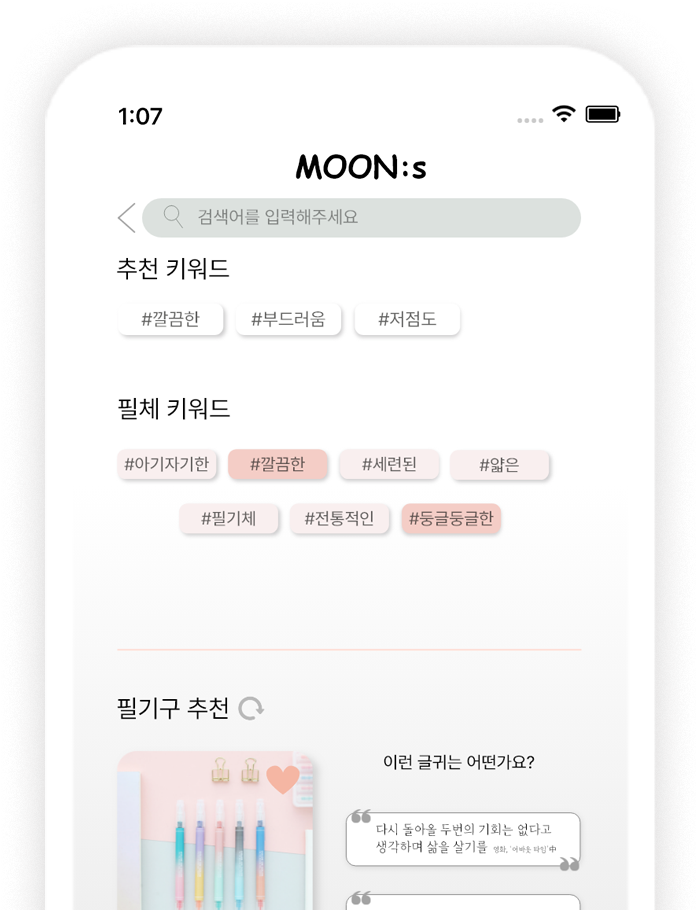 1:07
MOON:s
검색어를 입력해주세요
추천 키워드
#깔끔한 #부드러움 #저점도
필체 키워드
#아기자기한 #깔끔한 #세련된 #얇은
#필기체 #전통적인 #둥글둥글한
필기구 추천
이런 글귀는 어떤가요?
❝
다시 돌아올 두번의 기회는 없다고
생각하며 삶을 살기를 영화, '어바웃 타임'中
❞
❝